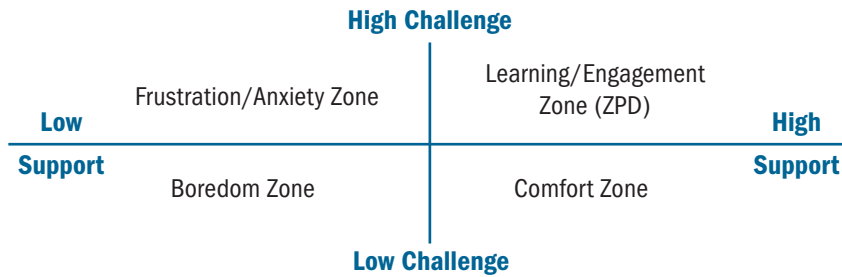 High Challenge
Learning/Engagement
Frustration/Anxiety Zone
Zone (ZPD)
Low
High
Support
Support
Boredom Zone
Comfort Zone
Low Challenge